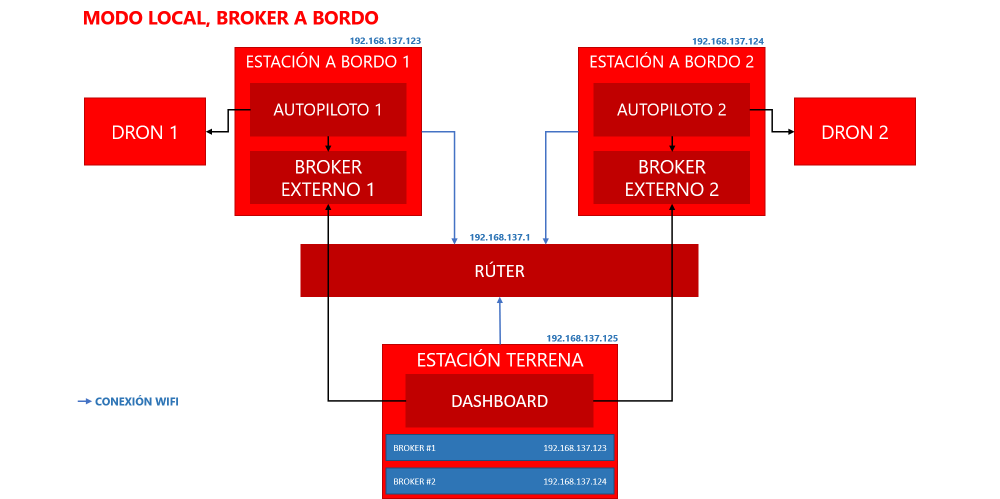 MODO LOCAL, BROKER A BORDO
192.168.137.123
192.168.137.124
ESTACIÓN A BORDO 1
ESTACIÓN A BORDO 2
AUTOPILOTO 1
AUTOPILOTO 2
DRON 1
DRON 2
BROKER
EXTERNO 1
BROKER
EXTERNO 2
192.168.137.1
RÚTER
192.168.137.125
ESTACIÓN TERRENA
DASHBOARD
CONEXIÓN WIFI
BROKER #1 192.168.137.123
BROKER #2 192.168.137.124